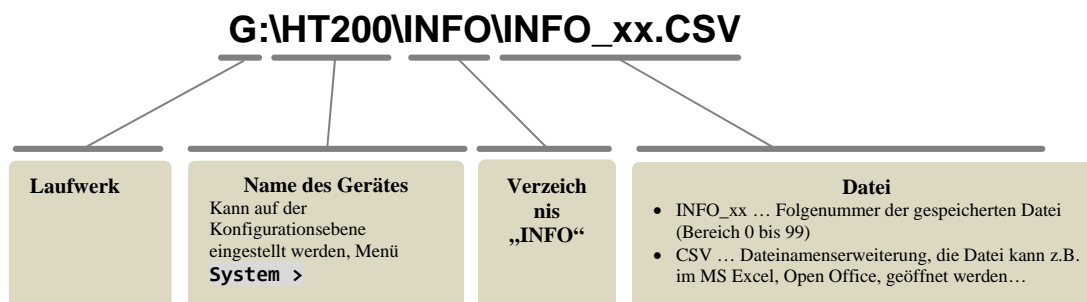 G:\HT200\INFO\INFO_xx.CSV
Laufwerk
Name des Gerätes
Kann auf der
Konfigurationsebene
eingestellt werden, Menü
System >
Verzeich
nis
„INFO“
Datei
• INFO_xx … Folgenummer der gespeicherten Datei
(Bereich 0 bis 99)
• CSV … Dateinamenserweiterung, die Datei kann z.B.
im MS Excel, Open Office, geöffnet werden…